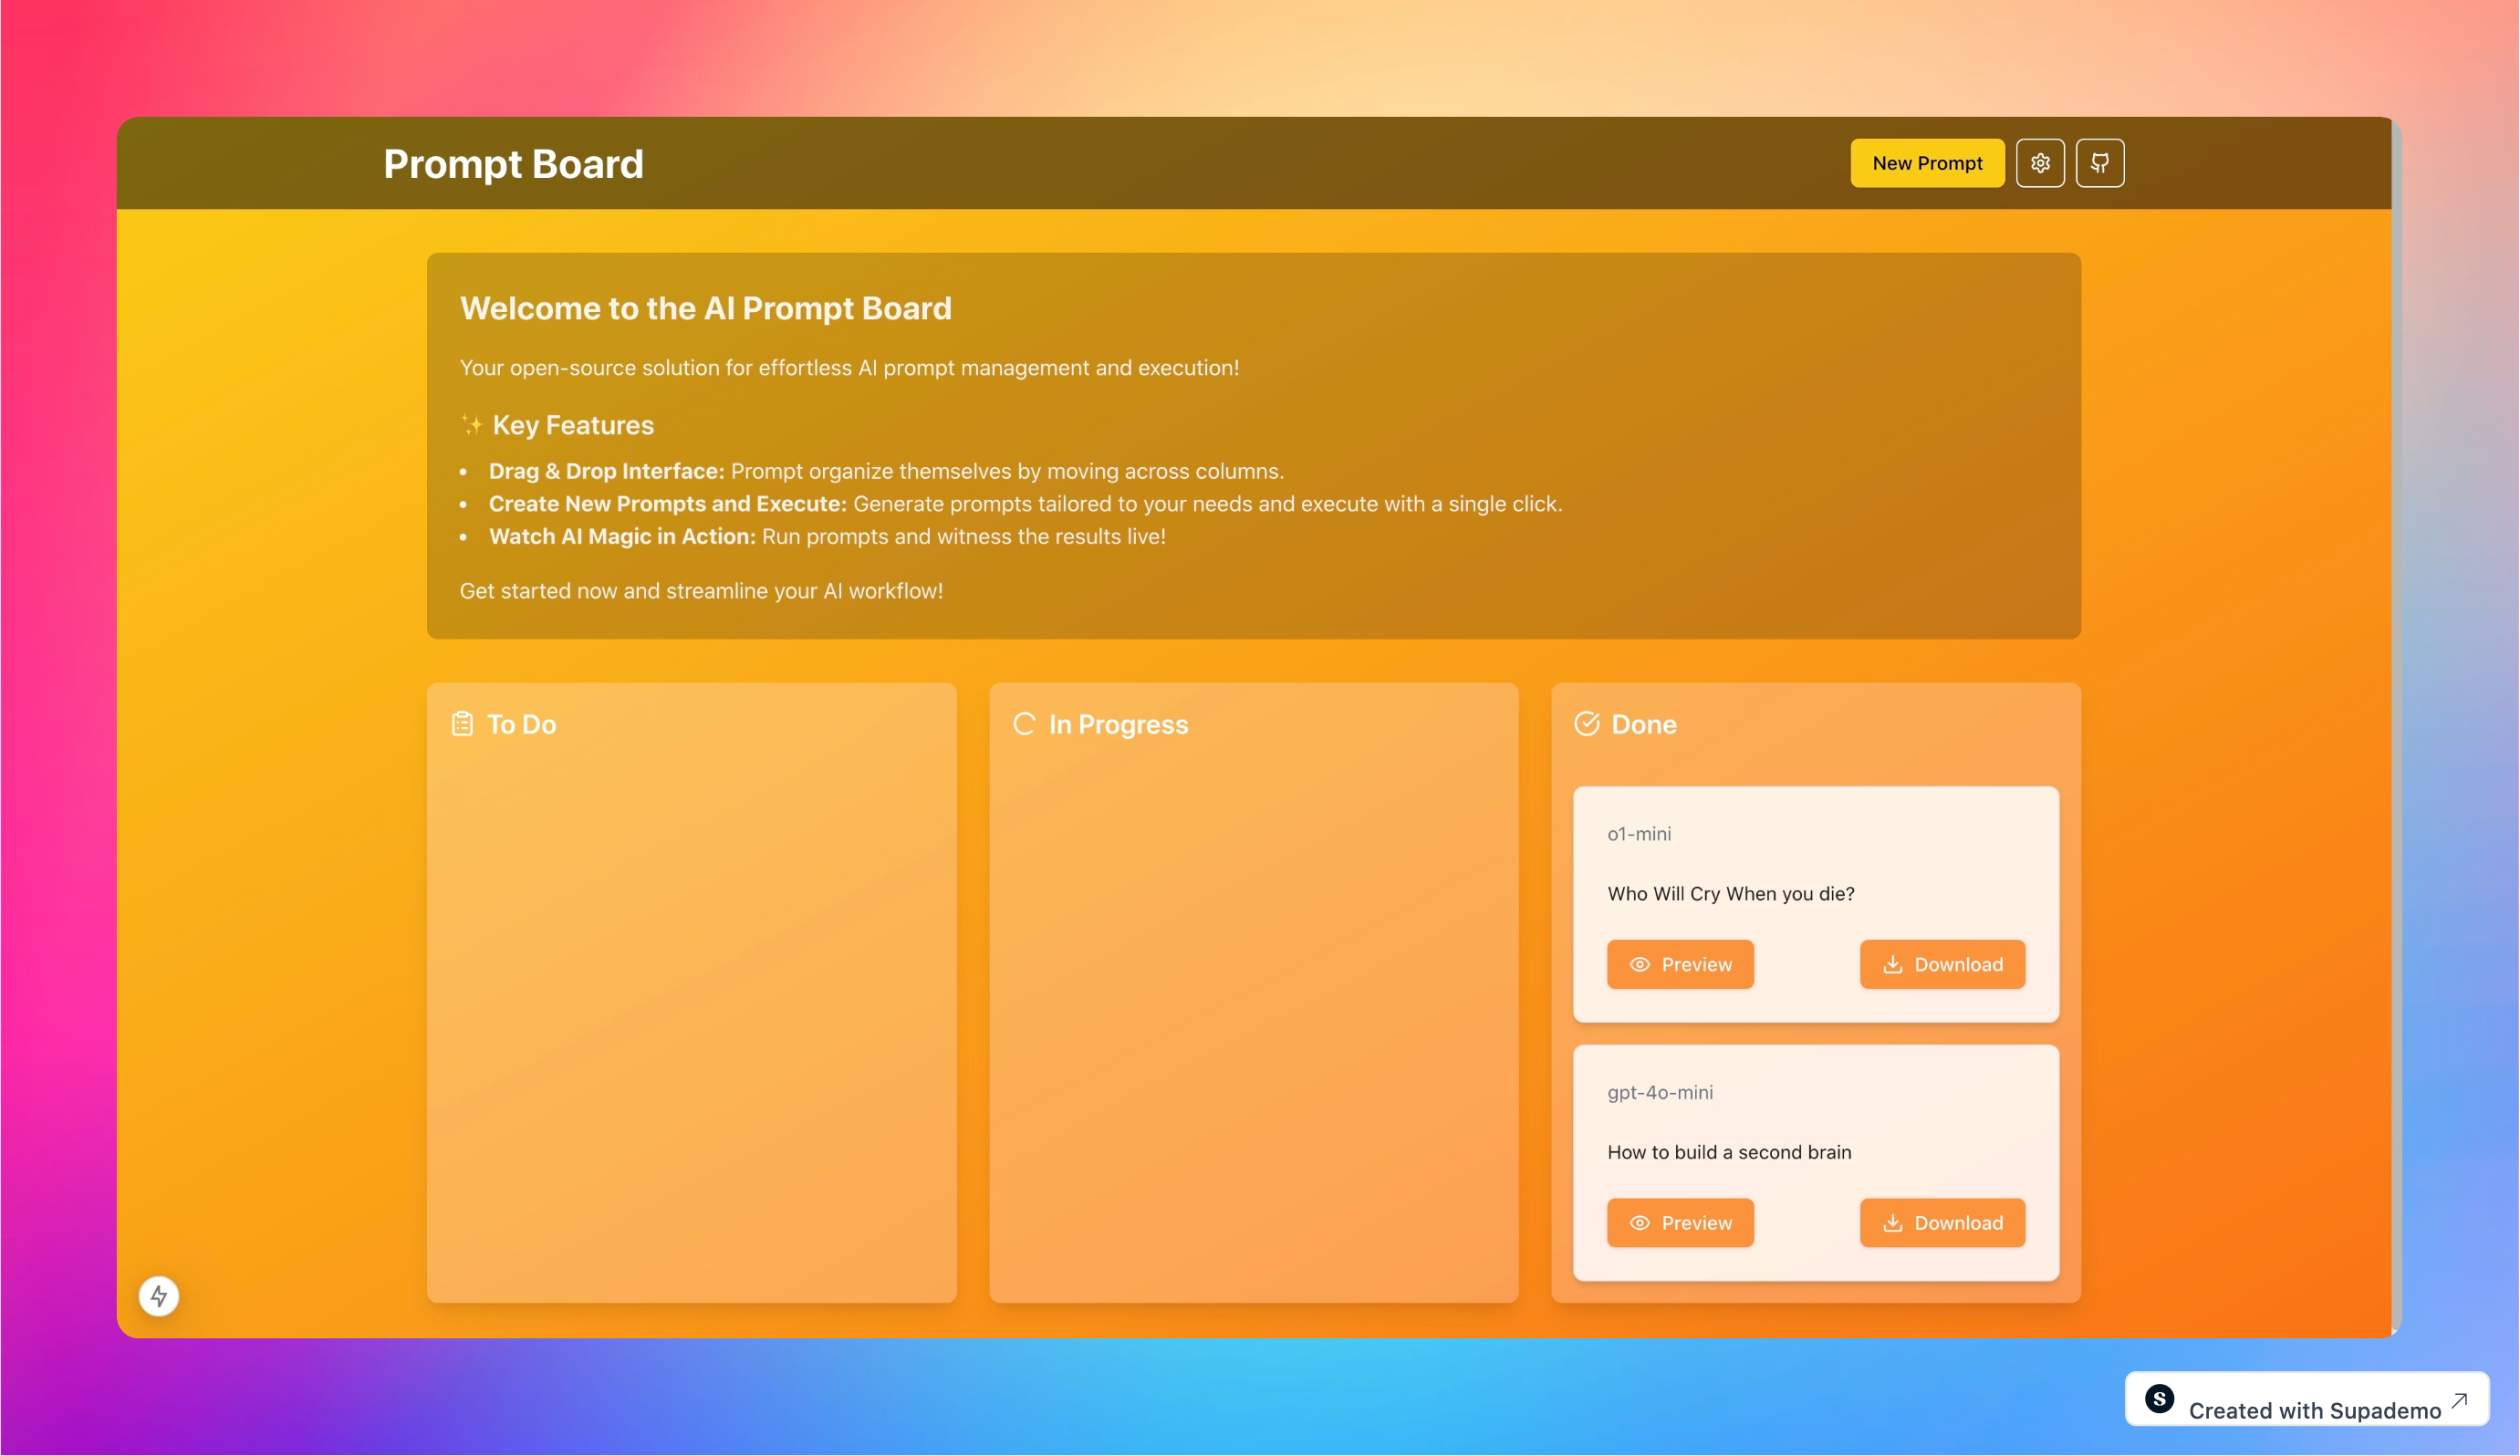 Prompt Board
New Prompt
Welcome to the AI Prompt Board
Your open-source solution for effortless AI prompt management and execution!
✨ Key Features
• Drag & Drop Interface: Prompt organize themselves by moving across columns.
• Create New Prompts and Execute: Generate prompts tailored to your needs and execute with a single click.
• Watch AI Magic in Action: Run prompts and witness the results live!
Get started now and streamline your AI workflow!
To Do
In Progress
Done
o1-mini
Who Will Cry When you die?
Preview
Download
gpt-4o-mini
How to build a second brain
Preview
Download
S Created with Supademo